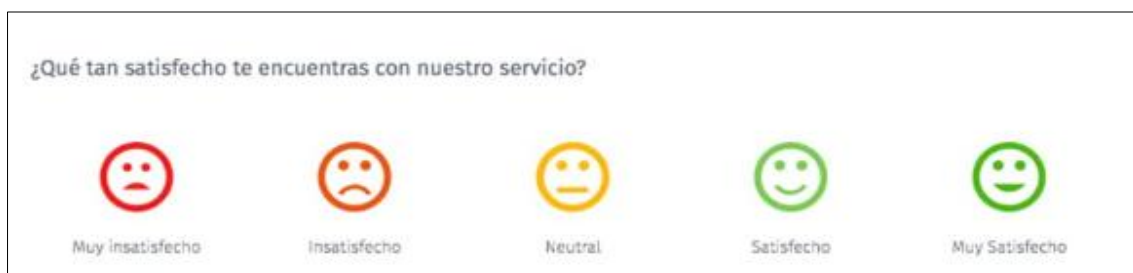 ¿Qué tan satisfecho te encuentras con nuestro servicio?
Muy insatisfecho Insatisfecho Neutral Satisfecho Muy Satisfecho